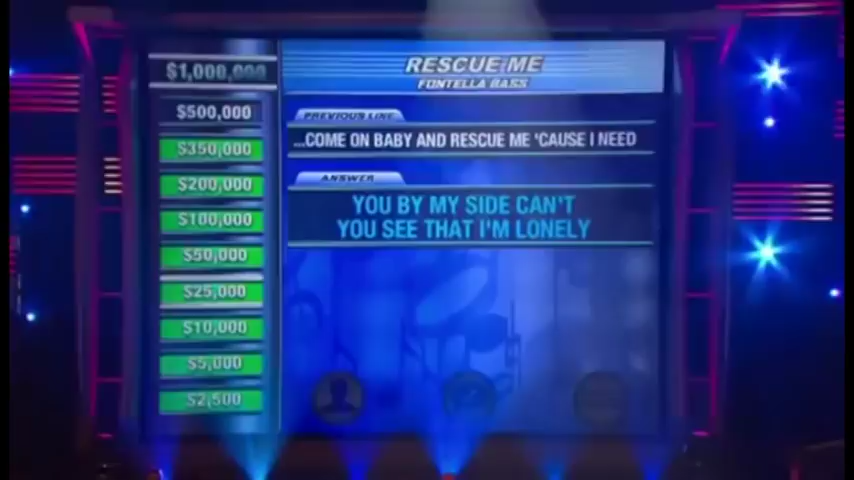 $1,000,000
$500,000
$350,000
$200,000
$100,000
$50,000
$25,000
$10,000
$5,000
$2,500
RESCUE ME
FONTELLA BASS
PREVIOUS LINE
...COME ON BABY AND RESCUE ME 'CAUSE I NEED
ANSWER
YOU BY MY SIDE CAN'T
YOU SEE THAT I'M LONELY